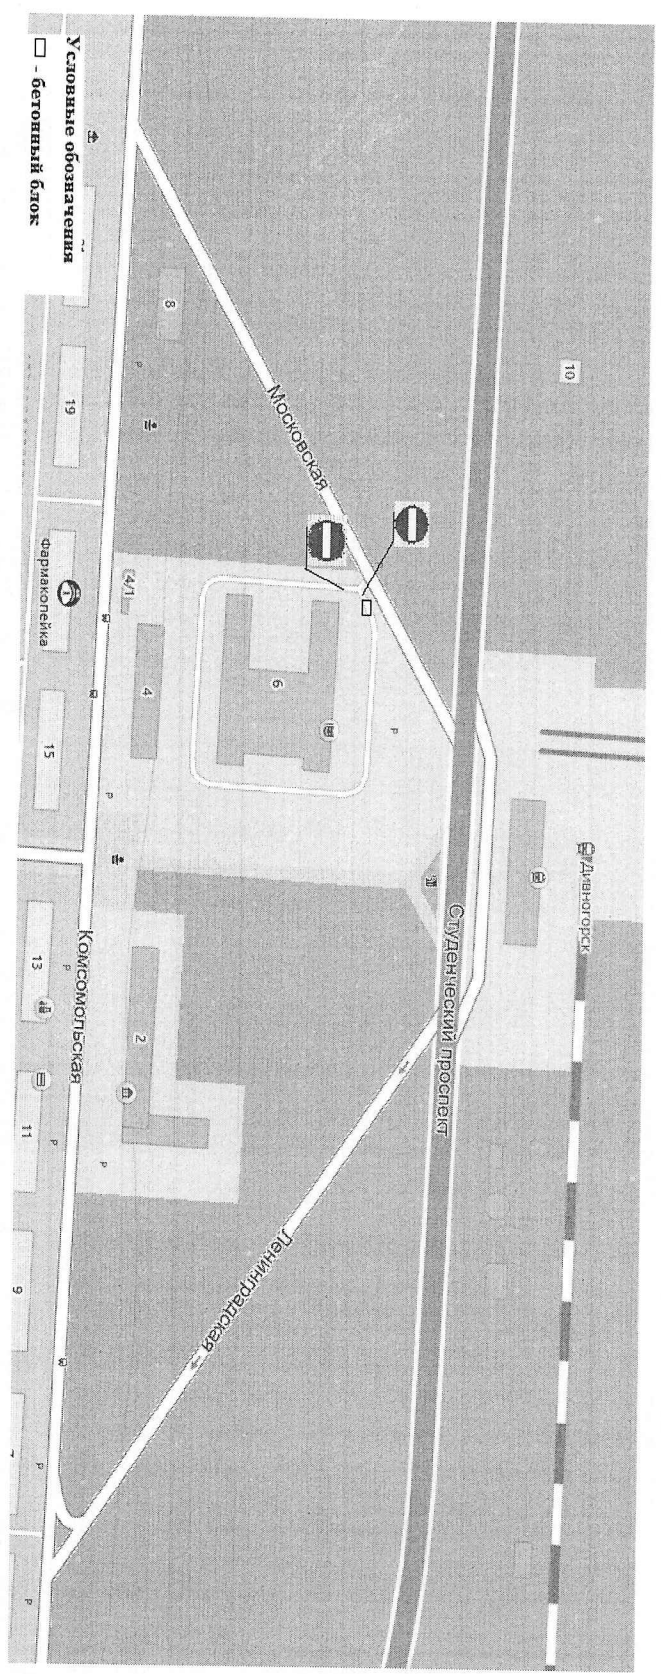 Условные обозначения
- бетонный блок
10
8
Московская
19
4/1
Фармакопейка
4
6
P
15
P
P
Дивногорск
Студенческий проспект
Комсомольская
13
P
2
11
P
P
Ленинградская
9
P
P